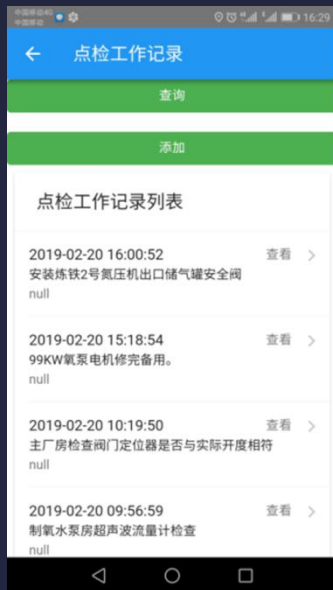 中国移动4G
中国移动
16:29
点检工作记录
查询
添加
点检工作记录列表
2019-02-20 16:00:52 查看
安装炼铁2号氮压机出口储气罐安全阀
null
2019-02-20 15:18:54 查看
99KW氧泵电机修完备用。
null
2019-02-20 10:19:50 查看
主厂房检查阀门定位器是否与实际开度相符
null
2019-02-20 09:56:59 查看
制氧水泵房超声波流量计检查
null